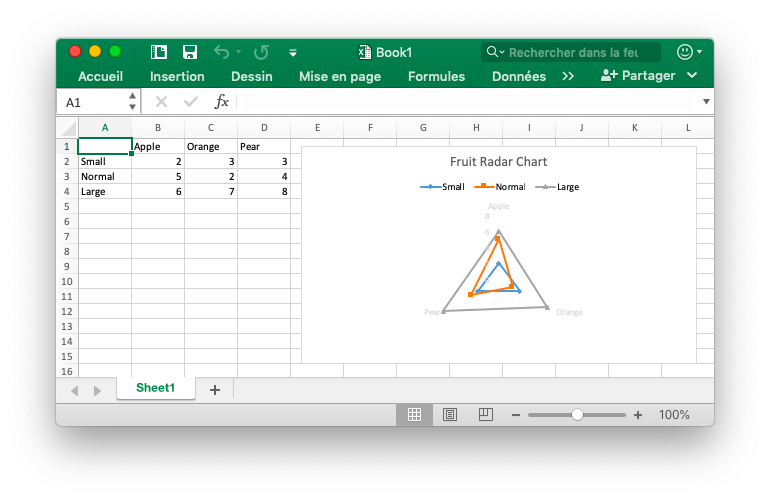 Book1
Rechercher dans la feu
Accueil Insertion Dessin Mise en page Formules Données >> Partager
A1 fx
A B C D E F G H I J K L
1 Apple Orange Pear
2 Small 2 3 3
3 Normal 5 2 4
4 Large 6 7 8
5
6
7
8
9
10
11
12
13
14
15
16
Fruit Radar Chart
Small Normal Large
Apple
8
6
Pear Orange
Sheet1 +
− + 100%